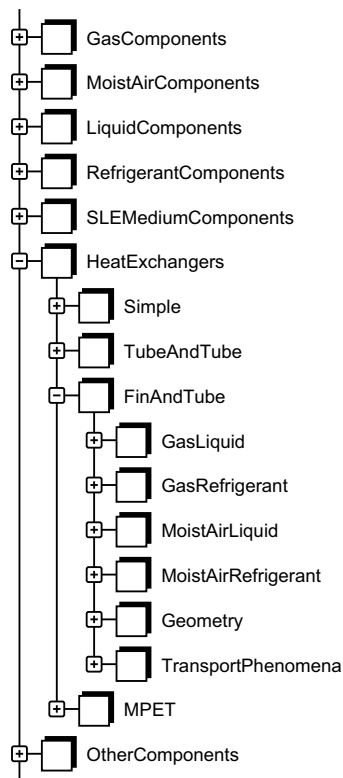 GasComponents
MoistAirComponents
LiquidComponents
RefrigerantComponents
SLEMediumComponents
HeatExchangers
Simple
TubeAndTube
FinAndTube
GasLiquid
GasRefrigerant
MoistAirLiquid
MoistAirRefrigerant
Geometry
TransportPhenomena
MPET
OtherComponents